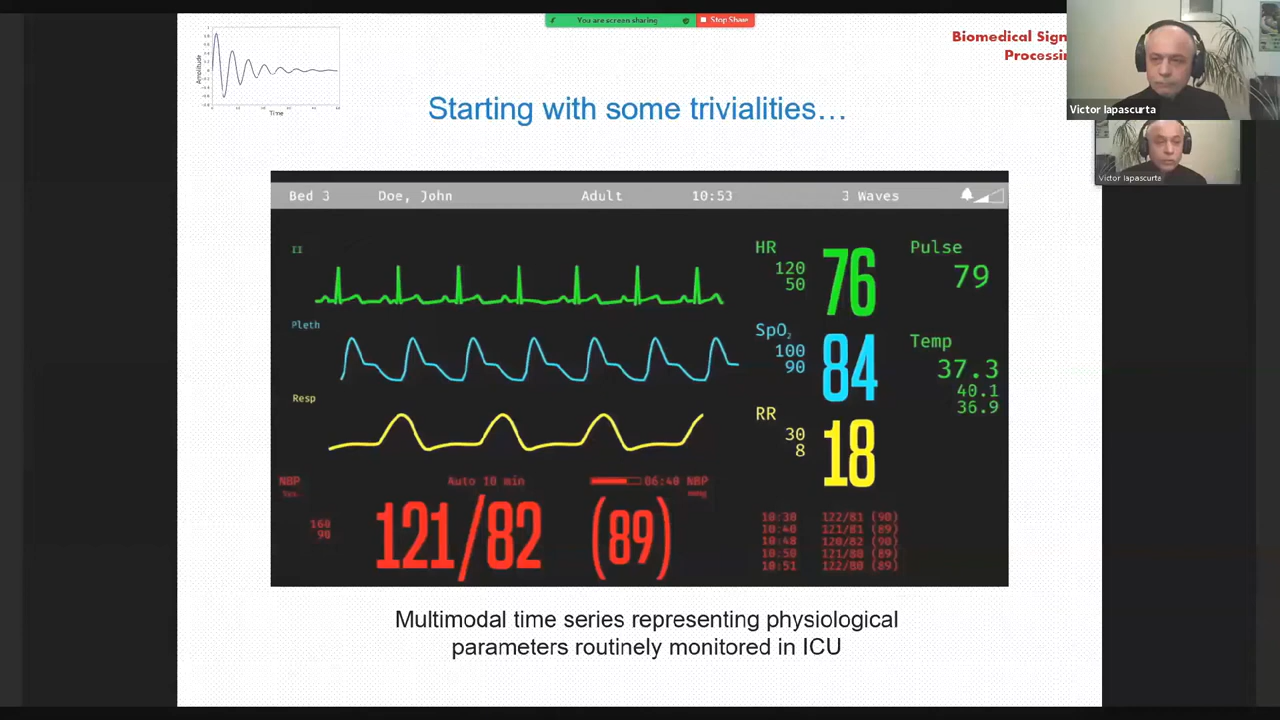 You are screen sharing
Stop Share
Biomedical Sign
Processin
Victor Iapascurta
Victor Iapascurta
Amplitude
Time
Starting with some trivialities…
Bed 3 Doe, John Adult 10:53 3 Waves
II
HR
120
50
76
Pulse
79
Pleth
SpO₂
100
90
84
Temp
37.3
40.1
36.9
Resp
RR
30
8
18
NBP
Auto 10 min
06:40 NBP
mmHg
160
90
121/82 (89)
10:30 122/81 (90)
10:40 121/81 (89)
10:48 120/82 (90)
10:50 121/80 (89)
10:51 122/80 (89)
Multimodal time series representing physiological
parameters routinely monitored in ICU